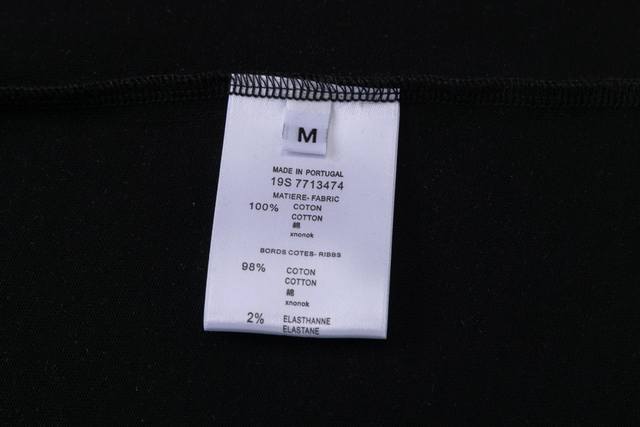 M
MADE IN PORTUGAL
19S 7713474
MATIERE- FABRIC
100% COTON
COTTON
綿
xnonok
BORDS COTES- RIBBS
98% COTON
COTTON
綿
xnonok
2% ELASTHANNE
ELASTANE